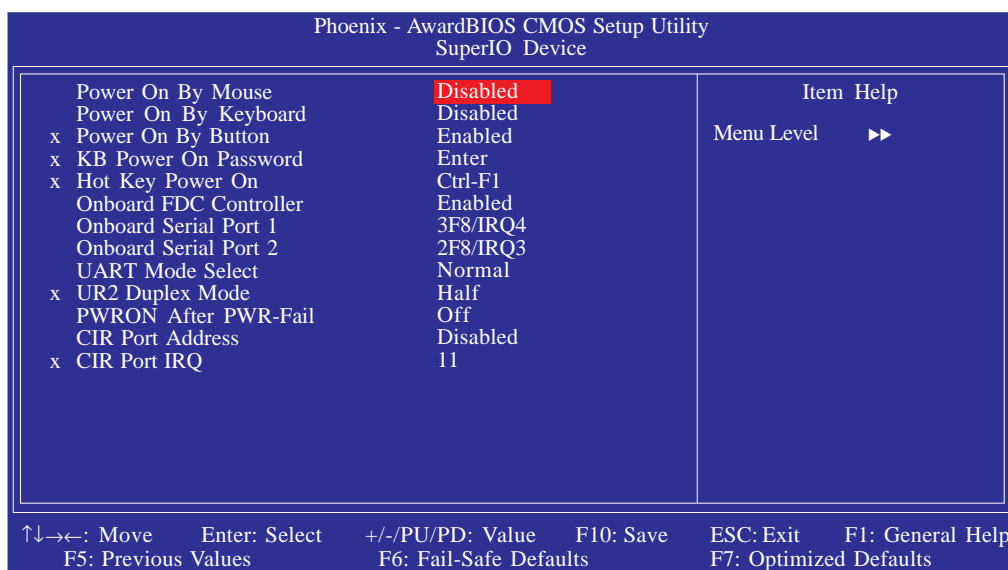 Phoenix - AwardBIOS CMOS Setup Utility
SuperIO Device
Power On By Mouse Disabled
Power On By Keyboard Disabled
x Power On By Button Enabled
x KB Power On Password Enter
x Hot Key Power On Ctrl-F1
Onboard FDC Controller Enabled
Onboard Serial Port 1 3F8/IRQ4
Onboard Serial Port 2 2F8/IRQ3
UART Mode Select Normal
x UR2 Duplex Mode Half
PWRON After PWR-Fail Off
CIR Port Address Disabled
x CIR Port IRQ 11
Item Help
Menu Level ▶▶
↑↓→←: Move Enter: Select +/-/PU/PD: Value F10: Save ESC: Exit F1: General Help
F5: Previous Values F6: Fail-Safe Defaults F7: Optimized Defaults